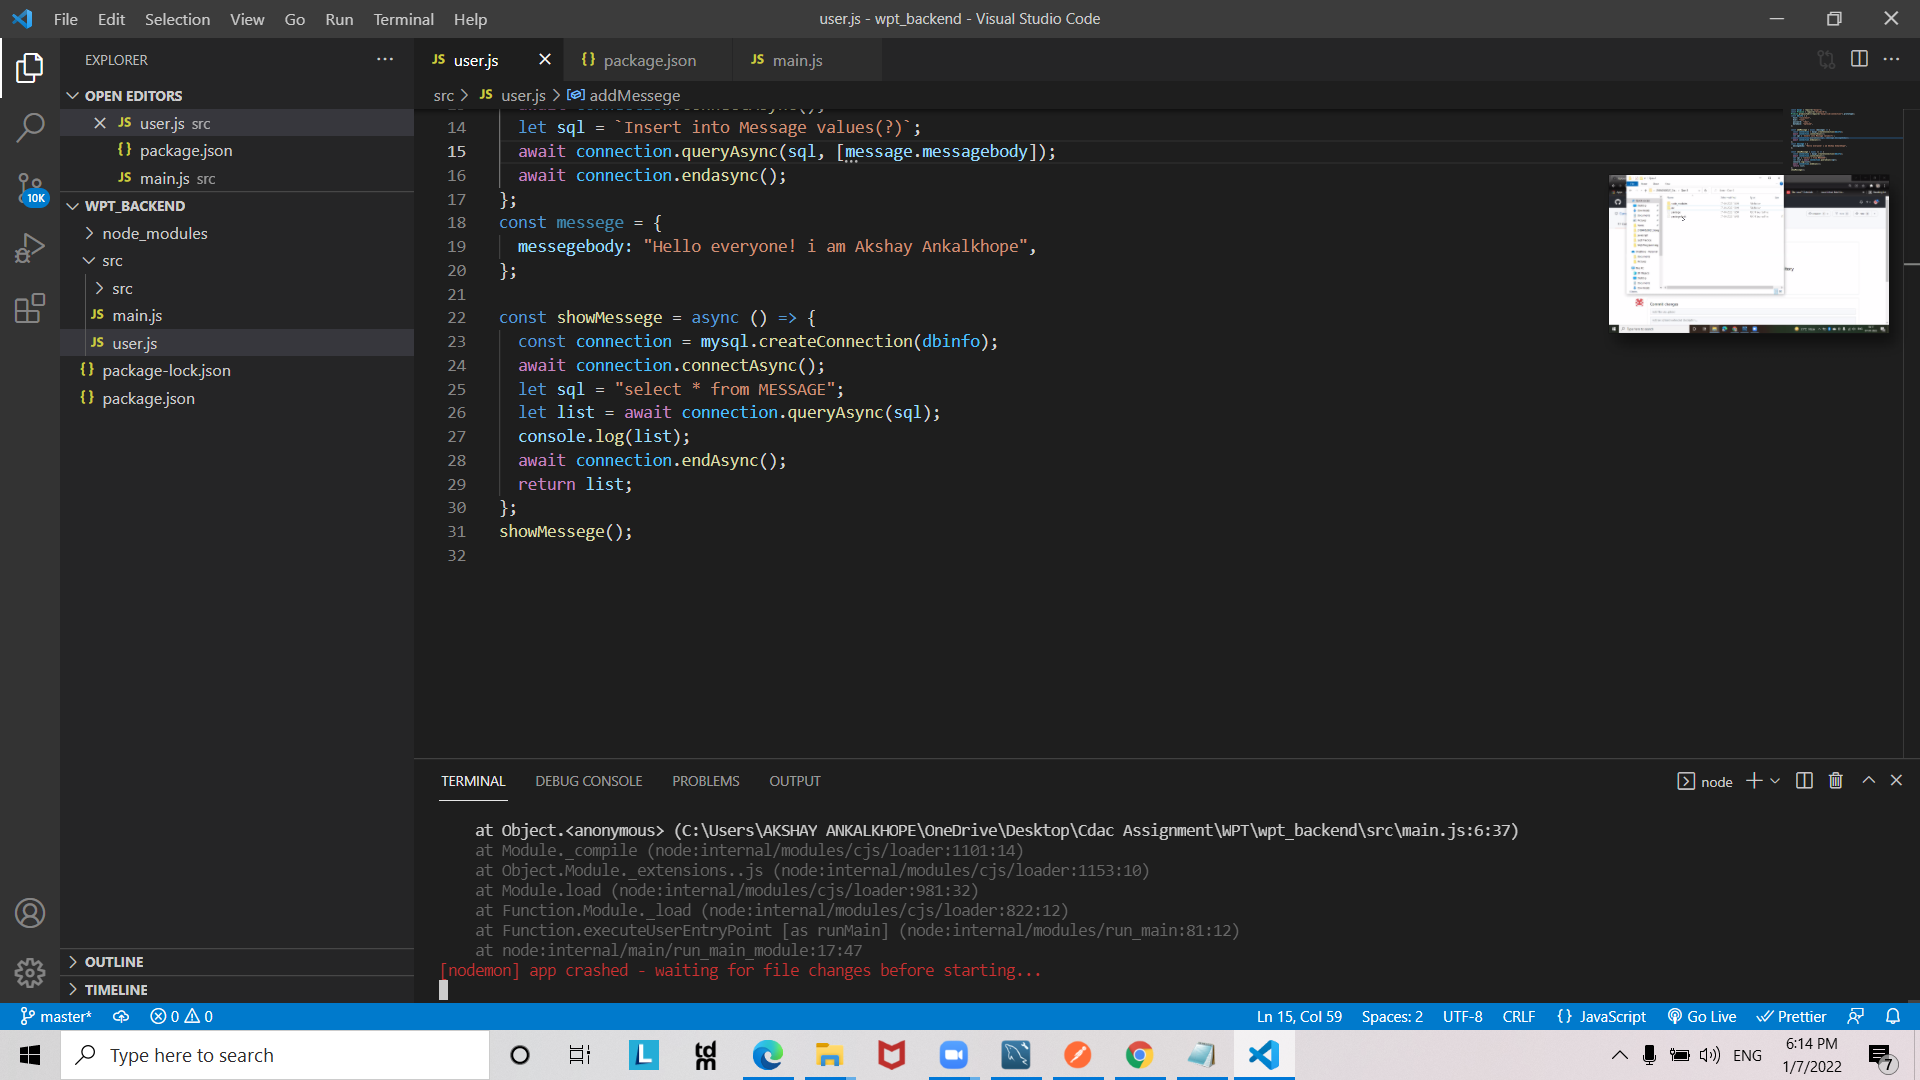 File Edit Selection View Go Run Terminal Help
user.js - wpt_backend - Visual Studio Code
EXPLORER
JS user.js
{} package.json
JS main.js
src > JS user.js > addMessege
OPEN EDITORS
JS user.js src
{} package.json
JS main.js src
10K
WPT_BACKEND
node_modules
src
src
JS main.js
JS user.js
{} package-lock.json
{} package.json
OUTLINE
TIMELINE
14 let sql = `Insert into Message values(?)`;
15 await connection.queryAsync(sql, [message.messagebody]);
16 await connection.endasync();
17 };
18 const messege = {
19 messegebody: "Hello everyone! i am Akshay Ankalkhope",
20 };
21
22 const showMessege = async () => {
23 const connection = mysql.createConnection(dbinfo);
24 await connection.connectAsync();
25 let sql = "select * from MESSAGE";
26 let list = await connection.queryAsync(sql);
27 console.log(list);
28 await connection.endAsync();
29 return list;
30 };
31 showMessege();
32
TERMINAL DEBUG CONSOLE PROBLEMS OUTPUT
node
at Object.<anonymous> (C:\Users\AKSHAY ANKALKHOPE\OneDrive\Desktop\Cdac Assignment\WPT\wpt_backend\src\main.js:6:37)
at Module._compile (node:internal/modules/cjs/loader:1101:14)
at Object.Module._extensions..js (node:internal/modules/cjs/loader:1153:10)
at Module.load (node:internal/modules/cjs/loader:981:32)
at Function.Module._load (node:internal/modules/cjs/loader:822:12)
at Function.executeUserEntryPoint [as runMain] (node:internal/modules/run_main:81:12)
at node:internal/main/run_main_module:17:47
[nodemon] app crashed - waiting for file changes before starting...
master* 0 0
Ln 15, Col 59 Spaces: 2 UTF-8 CRLF {} JavaScript Go Live Prettier
Type here to search
L
tdm
ENG
6:14 PM
1/7/2022
7